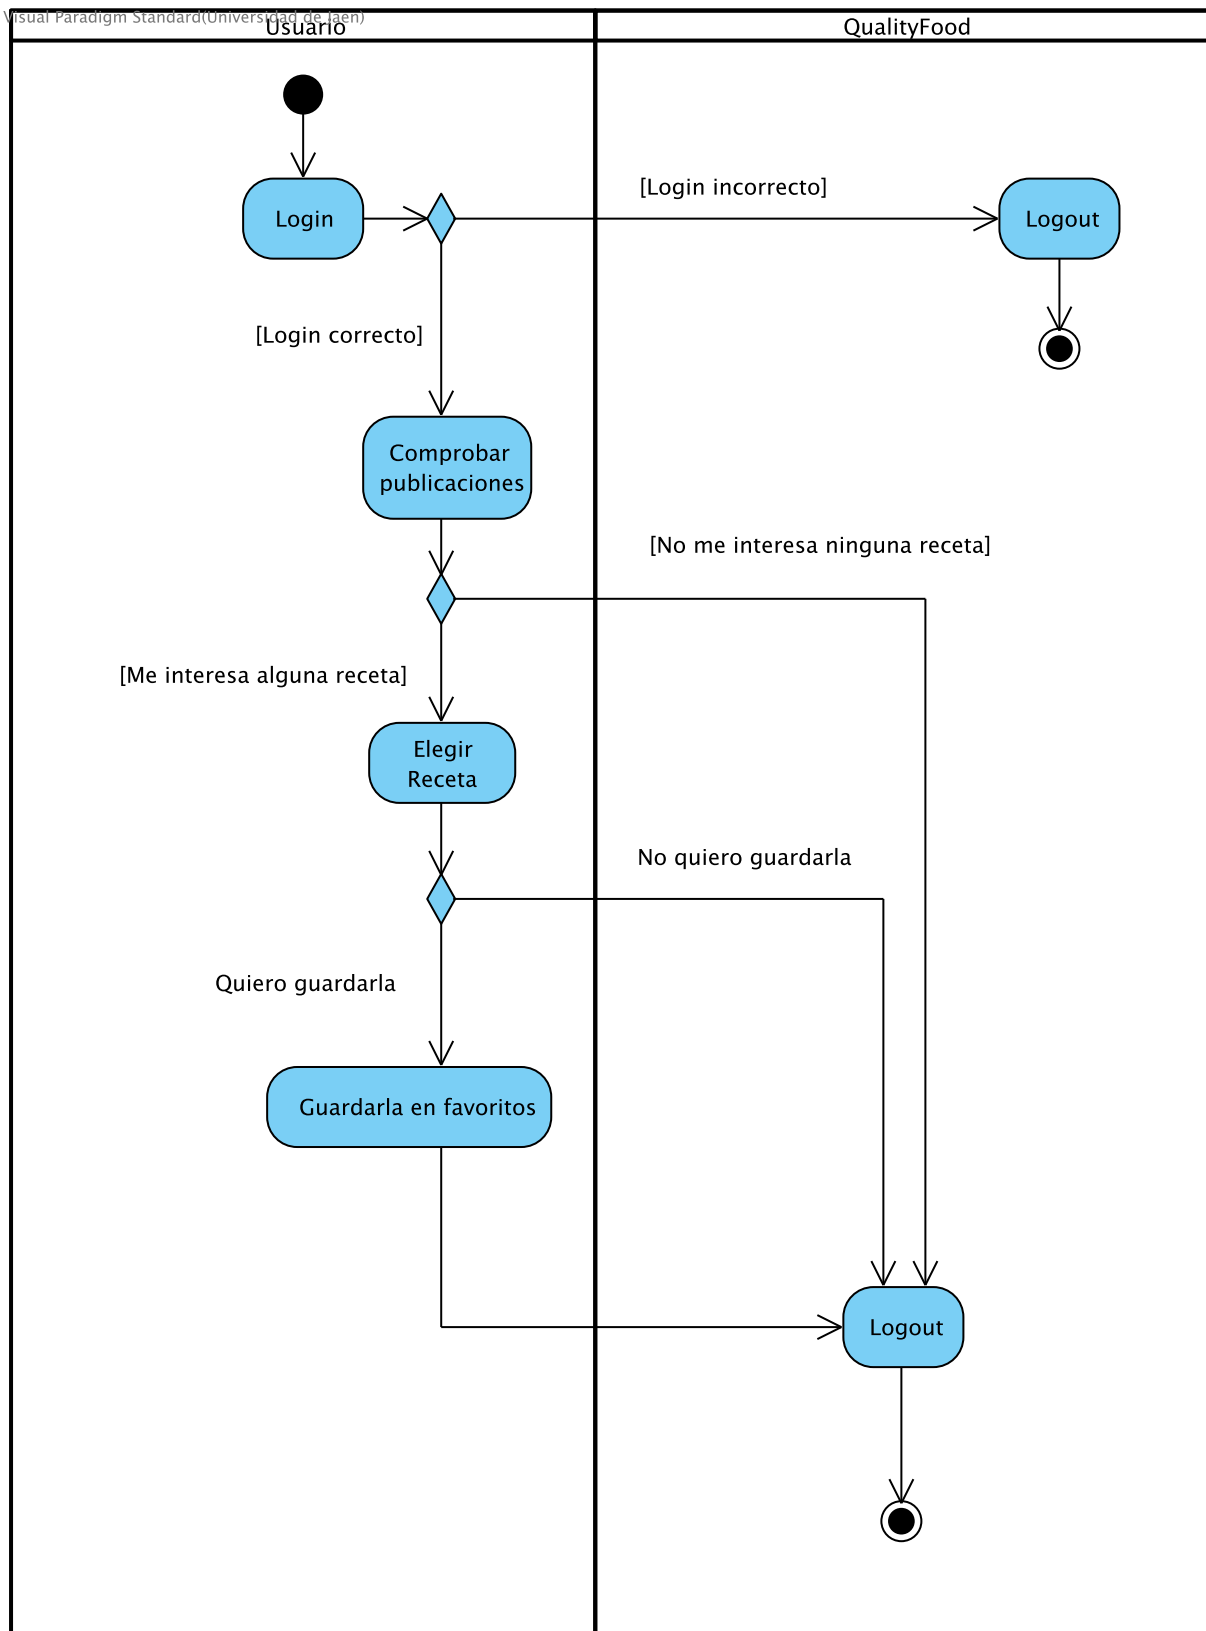 Visual Paradigm Standard(Universidad de Jaen)
Usuario
QualityFood
Login
[Login incorrecto]
Logout
[Login correcto]
Comprobar
publicaciones
[No me interesa ninguna receta]
[Me interesa alguna receta]
Elegir
Receta
No quiero guardarla
Quiero guardarla
Guardarla en favoritos
Logout